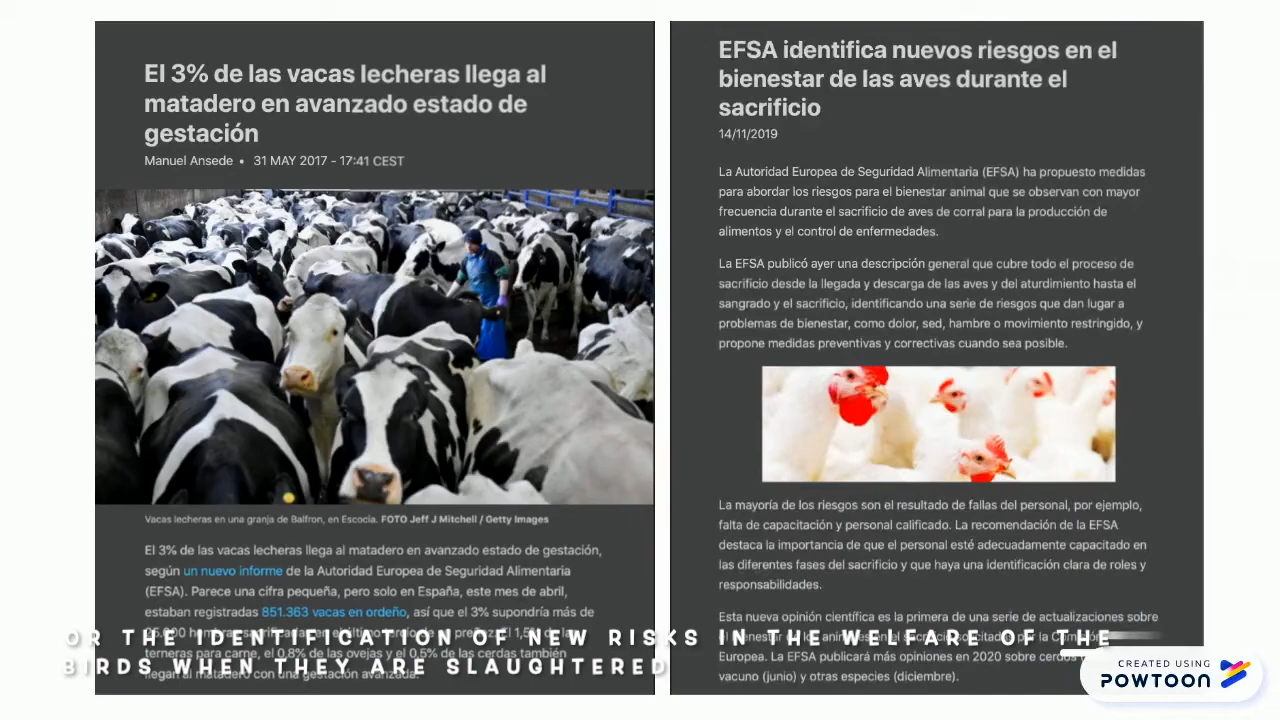 El 3% de las vacas lecheras llega al
matadero en avanzado estado de
gestación
Manuel Ansede • 31 MAY 2017 - 17:41 CEST
Vacas lecheras en una granja de Balfron, en Escocia. FOTO Jeff J Mitchell / Getty Images
El 3% de las vacas lecheras llega al matadero en avanzado estado de gestación,
según un nuevo informe de la Autoridad Europea de Seguridad Alimentaria
(EFSA). Parece una cifra pequeña, pero solo en España, este mes de abril,
estaban registradas 851.363 vacas en ordeño, así que el 3% supondría más de
terneras para carne, el 0,8% de las ovejas y el 0,5% de las cerdas también
llegan al matadero con una gestación avanzada.
EFSA identifica nuevos riesgos en el
bienestar de las aves durante el
sacrificio
14/11/2019
La Autoridad Europea de Seguridad Alimentaria (EFSA) ha propuesto medidas
para abordar los riesgos para el bienestar animal que se observan con mayor
frecuencia durante el sacrificio de aves de corral para la producción de
alimentos y el control de enfermedades.
La EFSA publicó ayer una descripción general que cubre todo el proceso de
sacrificio desde la llegada y descarga de las aves y del aturdimiento hasta el
sangrado y el sacrificio, identificando una serie de riesgos que dan lugar a
problemas de bienestar, como dolor, sed, hambre o movimiento restringido, y
propone medidas preventivas y correctivas cuando sea posible.
La mayoría de los riesgos son el resultado de fallas del personal, por ejemplo,
falta de capacitación y personal calificado. La recomendación de la EFSA
destaca la importancia de que el personal esté adecuadamente capacitado en
las diferentes fases del sacrificio y que haya una identificación clara de roles y
responsabilidades.
Esta nueva opinión científica es la primera de una serie de actualizaciones sobre
Europea. La EFSA publicará más opiniones en 2020 sobre cerdos
vacuno (junio) y otras especies (diciembre).
OR THE IDENTIFICATION OF NEW RISKS IN THE WELFARE OF THE
BIRDS WHEN THEY ARE SLAUGHTERED
CREATED USING
POWTOON